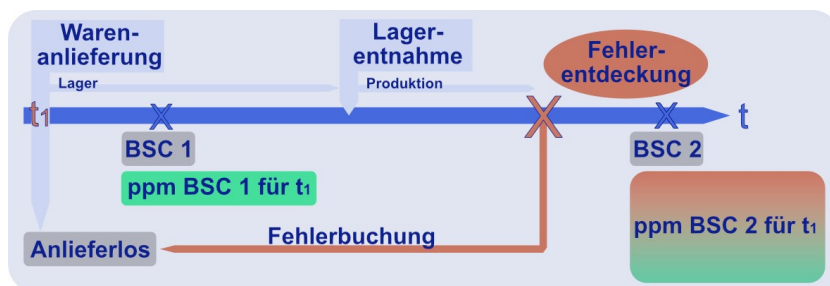 Waren-
anlieferung
Lager-
entnahme
Fehler-
entdeckung
Lager
Produktion
t1
t
BSC 1
BSC 2
ppm BSC 1 für t1
ppm BSC 2 für t1
Fehlerbuchung
Anlieferlos